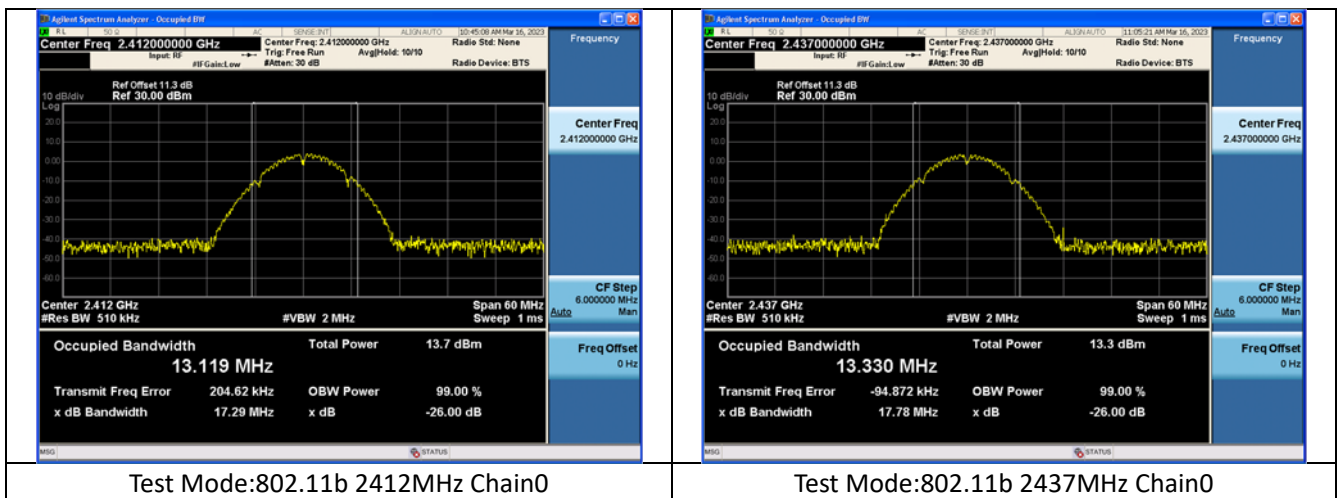 Agilent Spectrum Analyzer - Occupied BW
RL 50 Ω AC SENSE:INT ALIGN AUTO 10:45:08 AM Mar 16, 2023
Center Freq 2.412000000 GHz
Center Freq: 2.412000000 GHz
Radio Std: None
Input: RF
Trig: Free Run Avg|Hold: 10/10
#IFGain:Low
#Atten: 30 dB
Radio Device: BTS
Ref Offset 11.3 dB
10 dB/div Ref 30.00 dBm
Log
20.0
10.0
0.00
-10.0
-20.0
-30.0
-40.0
-50.0
-60.0
Center 2.412 GHz Span 60 MHz
#Res BW 510 kHz #VBW 2 MHz Sweep 1 ms
Occupied Bandwidth Total Power 13.7 dBm
13.119 MHz
Transmit Freq Error 204.62 kHz OBW Power 99.00 %
x dB Bandwidth 17.29 MHz x dB -26.00 dB
MSG STATUS
Frequency
Center Freq
2.412000000 GHz
CF Step
6.000000 MHz
Auto Man
Freq Offset
0 Hz
Test Mode:802.11b 2412MHz Chain0
Agilent Spectrum Analyzer - Occupied BW
RL 50 Ω AC SENSE:INT ALIGN AUTO 11:05:21 AM Mar 16, 2023
Center Freq 2.437000000 GHz
Center Freq: 2.437000000 GHz
Radio Std: None
Input: RF
Trig: Free Run Avg|Hold: 10/10
#IFGain:Low
#Atten: 30 dB
Radio Device: BTS
Ref Offset 11.3 dB
10 dB/div Ref 30.00 dBm
Log
20.0
10.0
0.00
-10.0
-20.0
-30.0
-40.0
-50.0
-60.0
Center 2.437 GHz Span 60 MHz
#Res BW 510 kHz #VBW 2 MHz Sweep 1 ms
Occupied Bandwidth Total Power 13.3 dBm
13.330 MHz
Transmit Freq Error -94.872 kHz OBW Power 99.00 %
x dB Bandwidth 17.78 MHz x dB -26.00 dB
MSG STATUS
Frequency
Center Freq
2.437000000 GHz
CF Step
6.000000 MHz
Auto Man
Freq Offset
0 Hz
Test Mode:802.11b 2437MHz Chain0